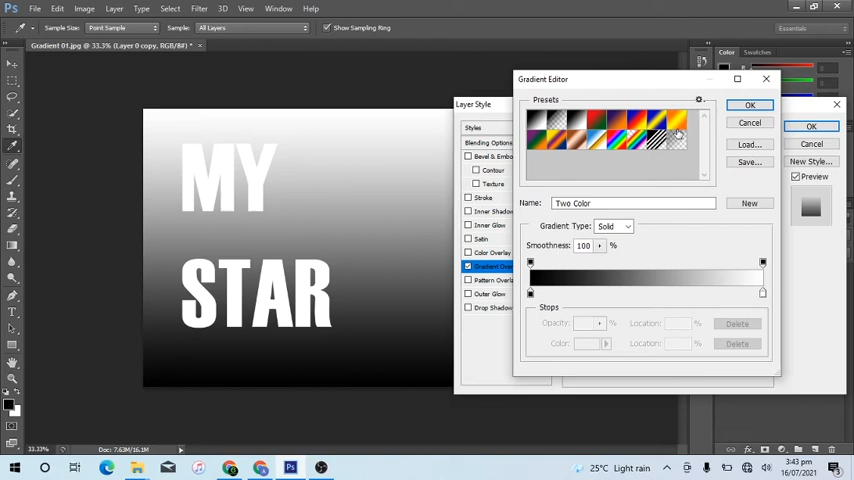 Ps File Edit Image Layer Type Select Filter 3D View Window Help
Sample Size: Point Sample Sample: All Layers Show Sampling Ring Essentials
Gradient 01.jpg @ 33.3% (Layer 0 copy, RGB/8#) * ×
Color Swatches
MY
STAR
Layer Style
Styles
Blending Options
Bevel & Embo
Contour
Texture
Stroke
Inner Shadow
Inner Glow
Satin
Color Overlay
Gradient Over
Pattern Overla
Outer Glow
Drop Shadow
OK
Cancel
New Style...
Preview
Gradient Editor
Presets
OK
Cancel
Load...
Save...
Name: Two Color New
Gradient Type: Solid
Smoothness: 100 %
Stops
Opacity: % Location: % Delete
Color: Location: % Delete
33.33% Doc: 7.63M/16.1M
Ps 25°C Light rain 3:43 pm
16/07/2021 3